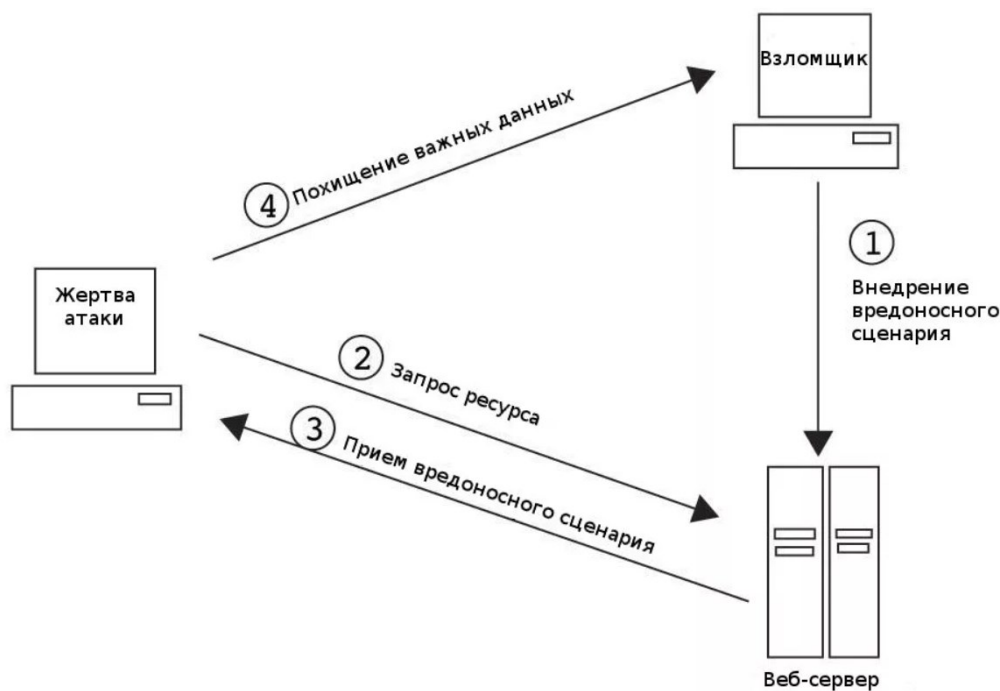 Взломщик
4 Похищение важных данных
1
Внедрение
вредоносного
сценария
Жертва
атаки
2 Запрос ресурса
3 Прием вредоносного сценария
Веб-сервер